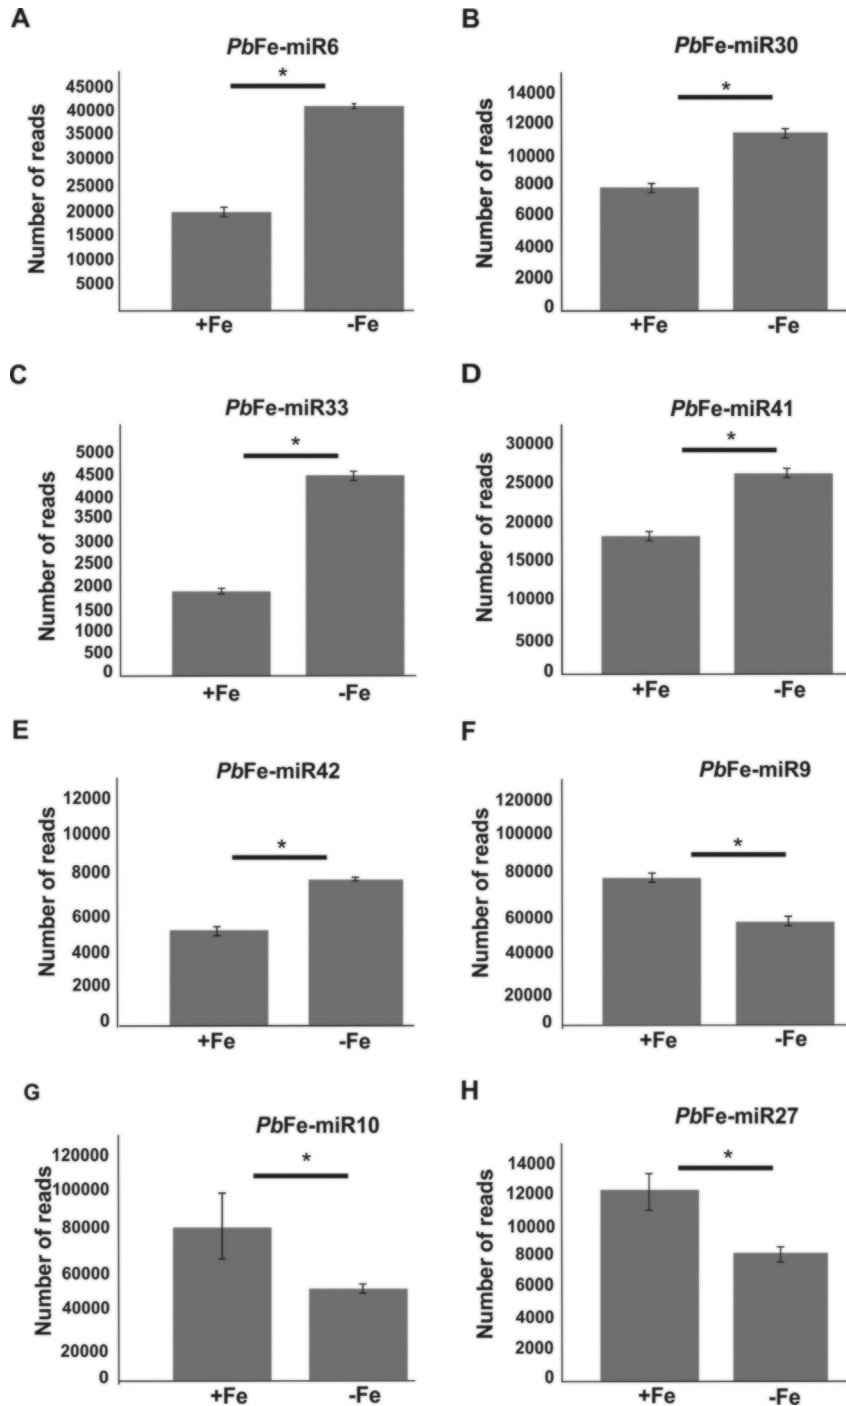 A
PbFe-miR6
*
Number of reads
45000
40000
35000
30000
25000
20000
15000
10000
5000
+Fe
-Fe
B
PbFe-miR30
*
Number of reads
14000
12000
10000
8000
6000
4000
2000
0
+Fe
-Fe
C
PbFe-miR33
*
Number of reads
5000
4500
4000
3500
3000
2500
2000
1500
1000
500
0
+Fe
-Fe
D
PbFe-miR41
*
Number of reads
30000
25000
20000
15000
10000
5000
0
+Fe
-Fe
E
PbFe-miR42
*
Number of reads
12000
10000
8000
6000
4000
2000
0
+Fe
-Fe
F
PbFe-miR9
*
Number of reads
120000
100000
80000
60000
40000
20000
0
+Fe
-Fe
G
PbFe-miR10
*
Number of reads
120000
100000
80000
60000
40000
20000
0
+Fe
-Fe
H
PbFe-miR27
*
Number of reads
14000
12000
10000
8000
6000
4000
2000
0
+Fe
-Fe